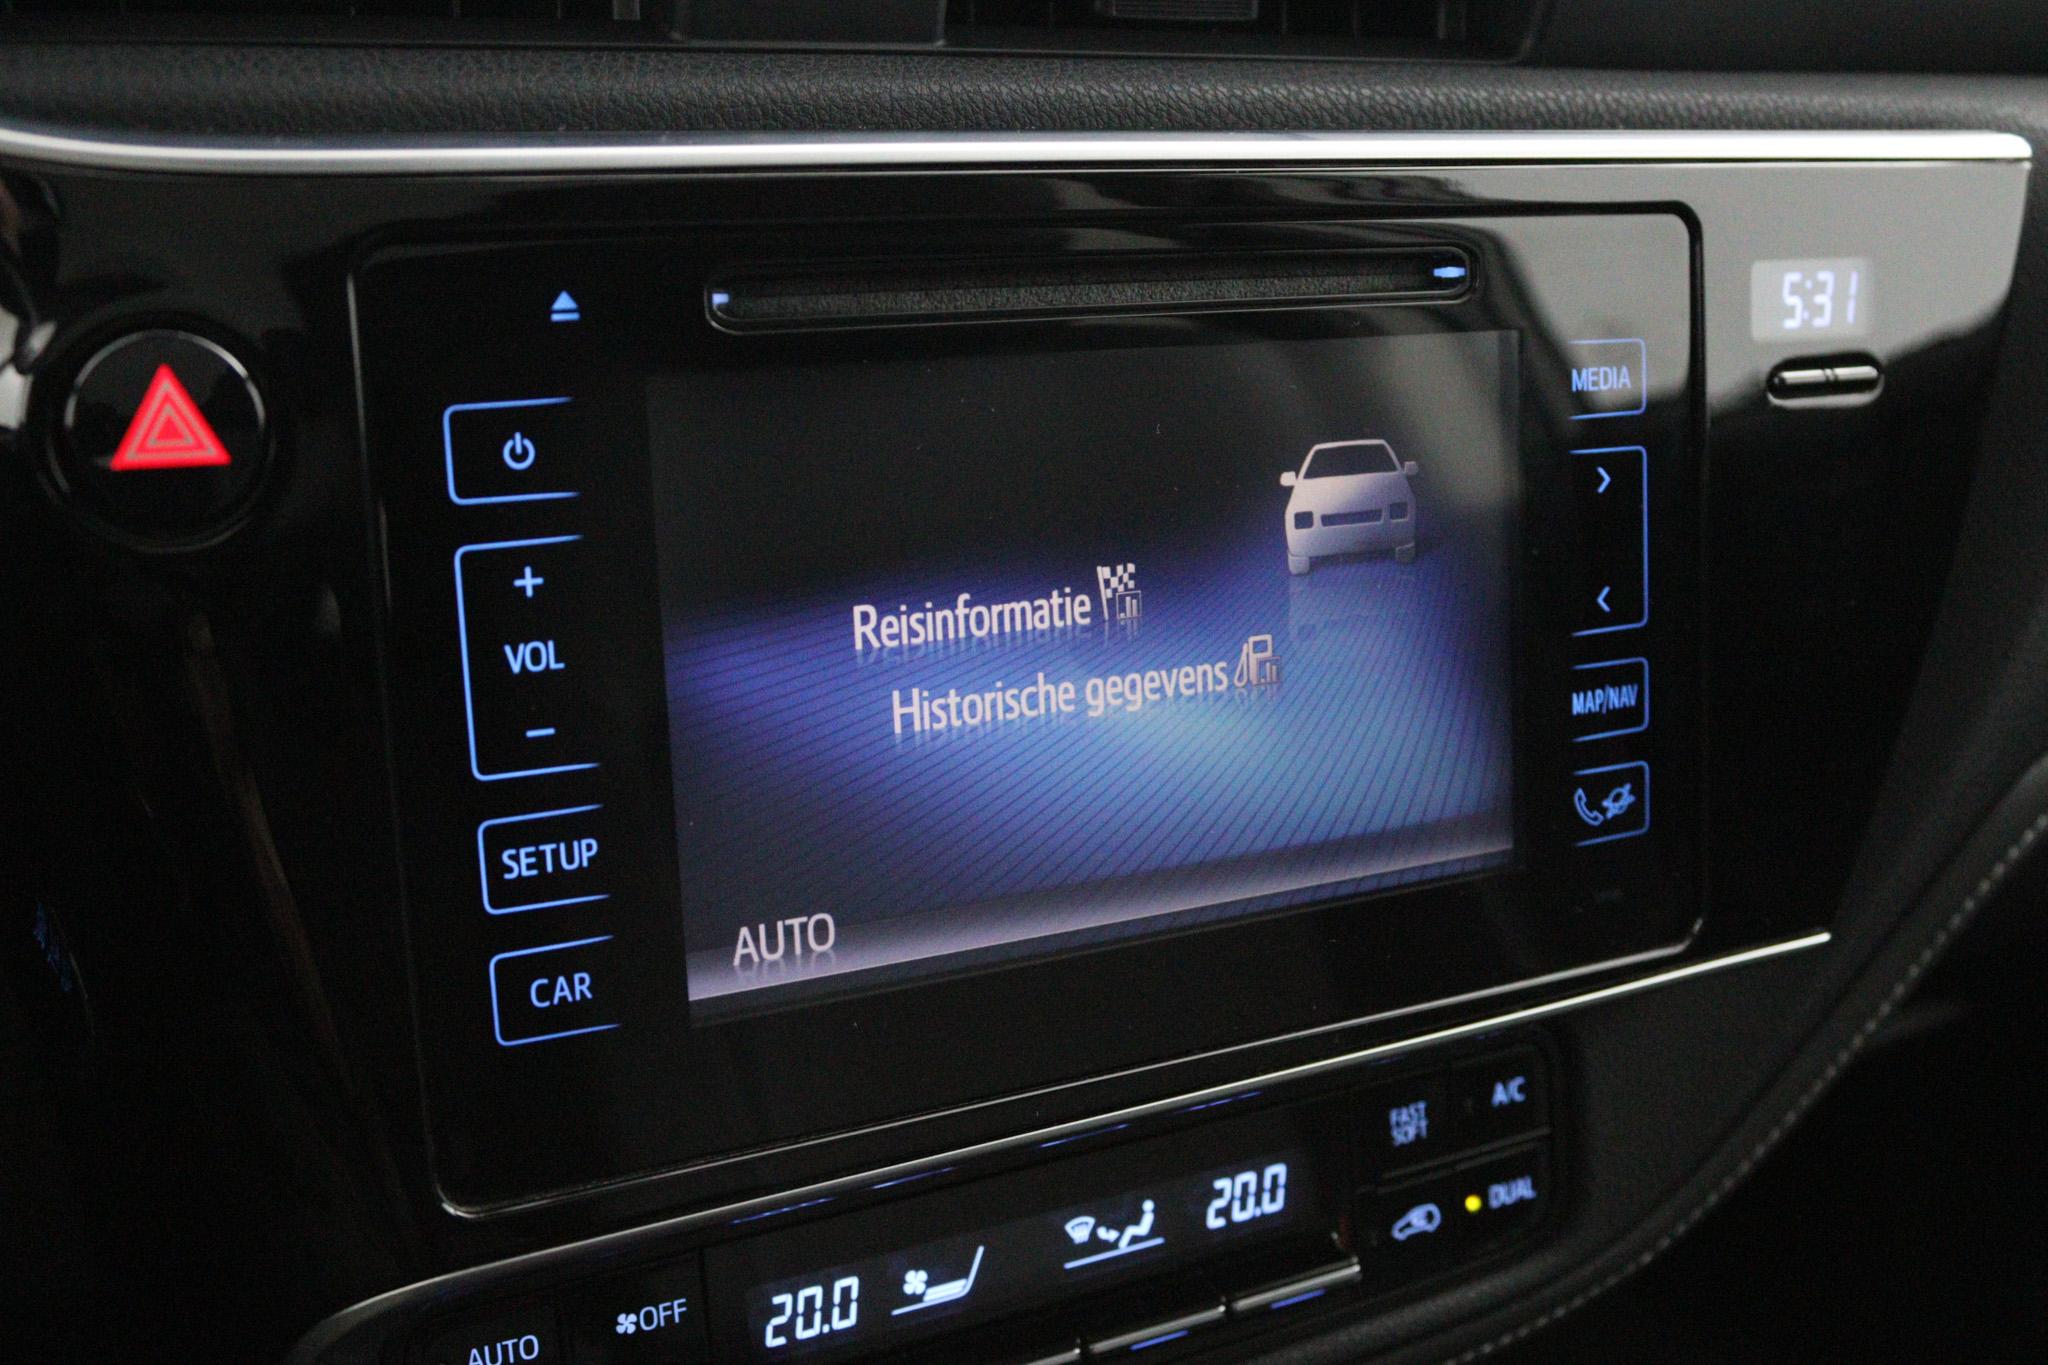 5:31
MEDIA
VOL
SETUP
CAR
Reisinformatie
Historische gegevens
AUTO
MAP/NAV
A/C
FAST
SOFT
DUAL
20.0
20.0
OFF
AUTO